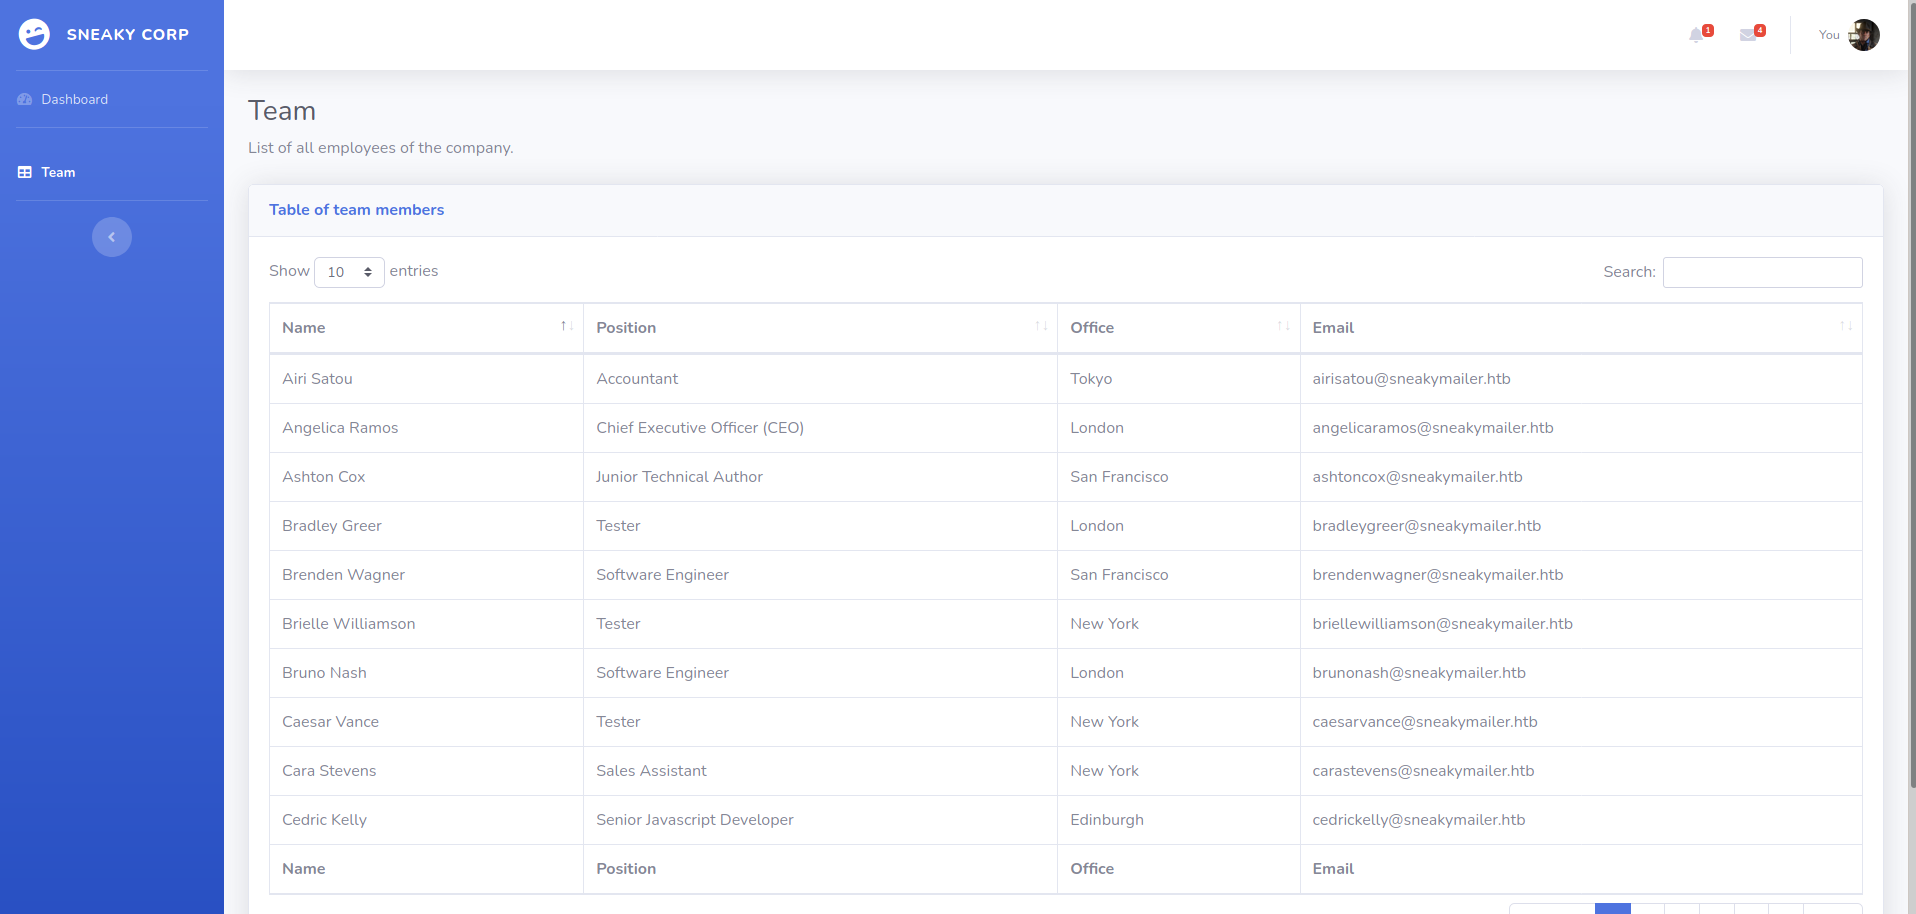 SNEAKY CORP
1
4
You
Dashboard
Team
Team
List of all employees of the company.
Table of team members
Show 10 entries
Search:
Name Position Office Email
Airi Satou Accountant Tokyo airisatou@sneakymailer.htb
Angelica Ramos Chief Executive Officer (CEO) London angelicaramos@sneakymailer.htb
Ashton Cox Junior Technical Author San Francisco ashtoncox@sneakymailer.htb
Bradley Greer Tester London bradleygreer@sneakymailer.htb
Brenden Wagner Software Engineer San Francisco brendenwagner@sneakymailer.htb
Brielle Williamson Tester New York briellewilliamson@sneakymailer.htb
Bruno Nash Software Engineer London brunonash@sneakymailer.htb
Caesar Vance Tester New York caesarvance@sneakymailer.htb
Cara Stevens Sales Assistant New York carastevens@sneakymailer.htb
Cedric Kelly Senior Javascript Developer Edinburgh cedrickelly@sneakymailer.htb
Name Position Office Email